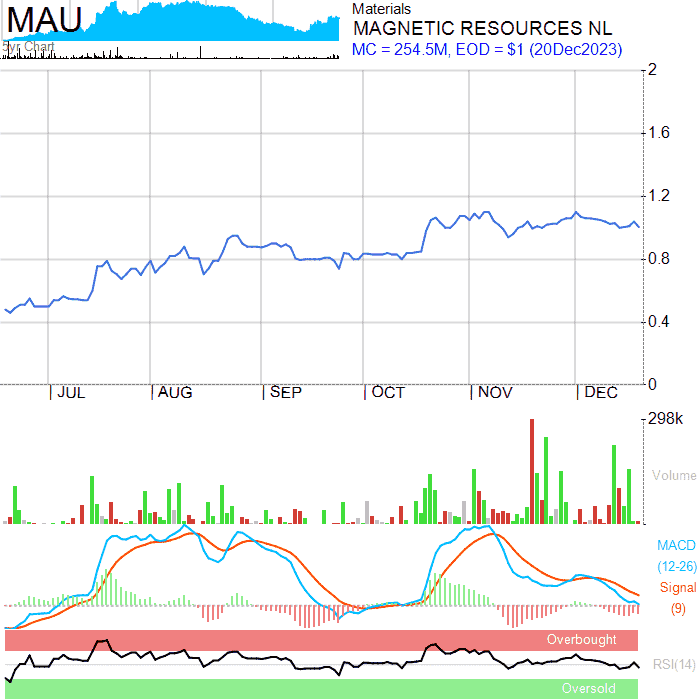 MAU
5yr Chart
Materials
MAGNETIC RESOURCES NL
MC = 254.5M, EOD = $1 (20Dec2023)
2
1.6
1.2
0.8
0.4
0
JUL
AUG
SEP
OCT
NOV
DEC
298k
Volume
MACD
(12-26)
Signal
(9)
Overbought
RSI(14)
Oversold